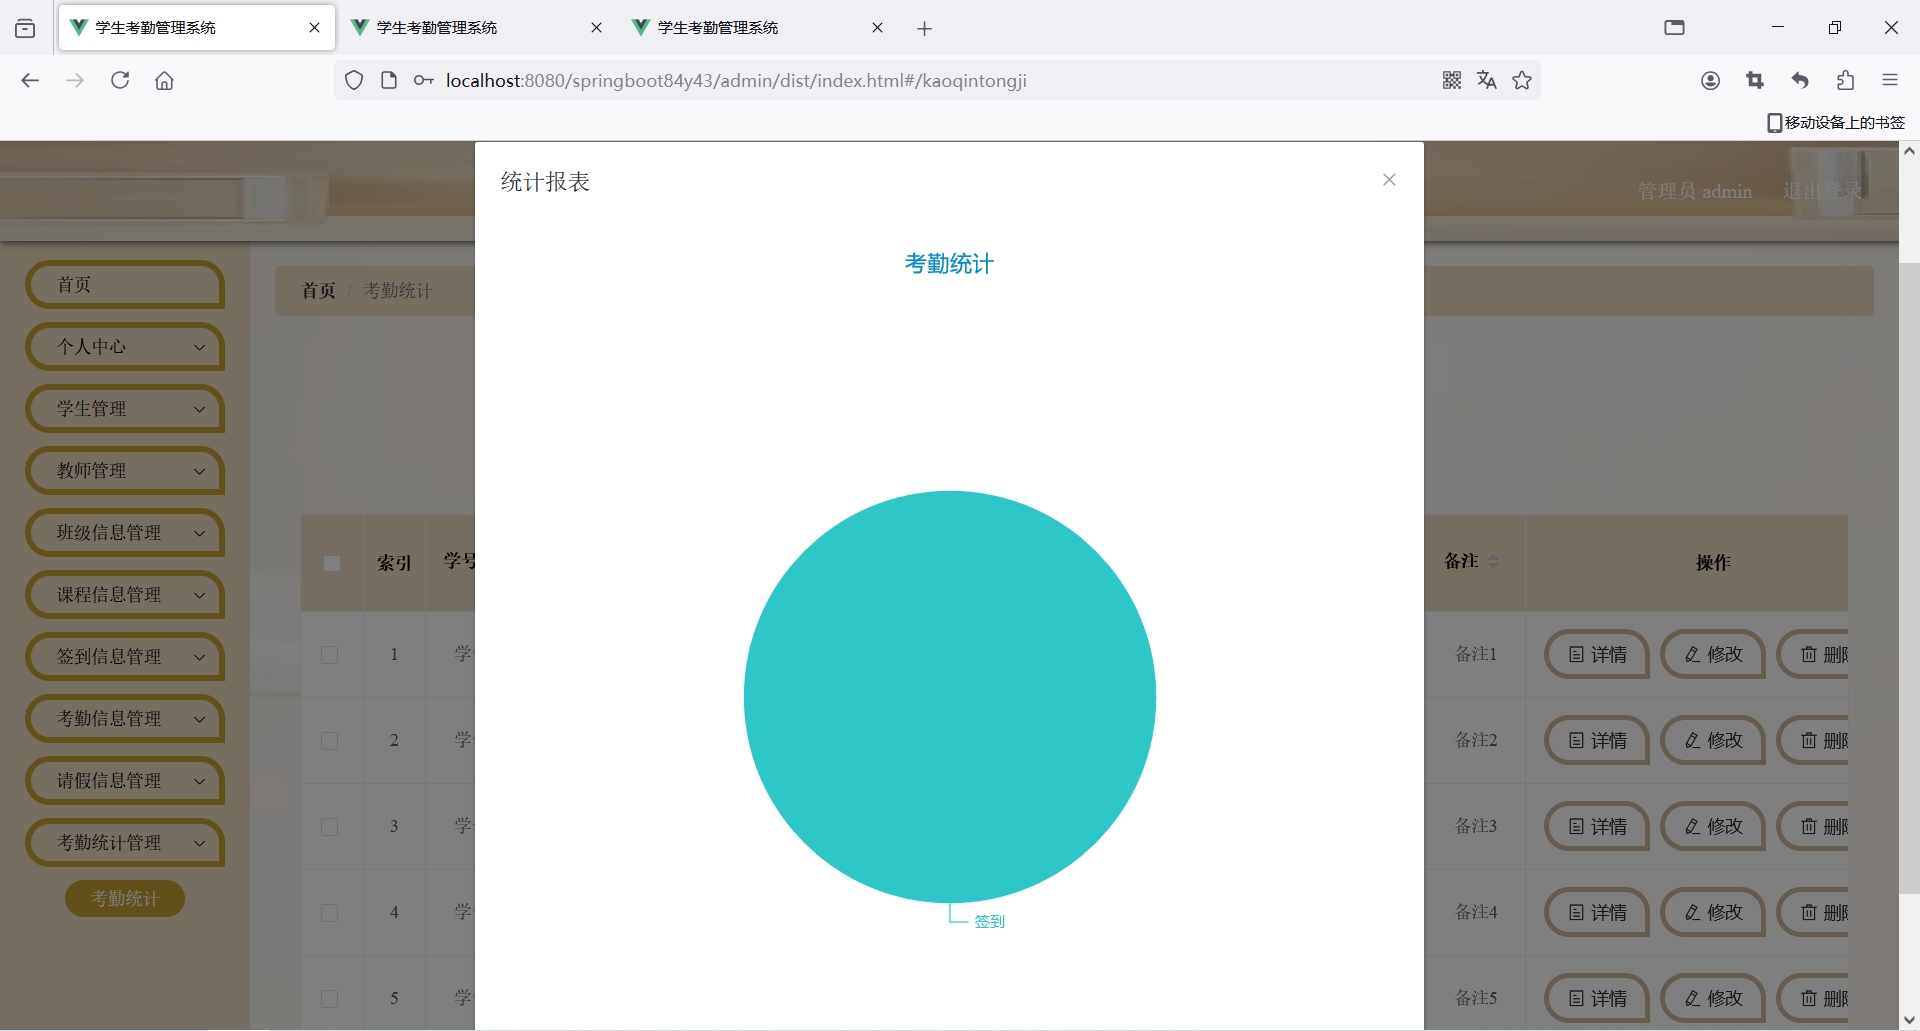 学生考勤管理系统
学生考勤管理系统
学生考勤管理系统
localhost:8080/springboot84y43/admin/dist/index.html#/kaoqintongji
移动设备上的书签
统计报表
管理员 admin
退出登录
考勤统计
首页
个人中心
学生管理
教师管理
班级信息管理
课程信息管理
签到信息管理
考勤信息管理
请假信息管理
考勤统计管理
考勤统计
首页 / 考勤统计
索引 学号 备注 操作
1 学 备注1 详情 修改 删除
2 学 备注2 详情 修改 删除
3 学 备注3 详情 修改 删除
4 学 备注4 详情 修改 删除
5 学 备注5 详情 修改 删除
签到